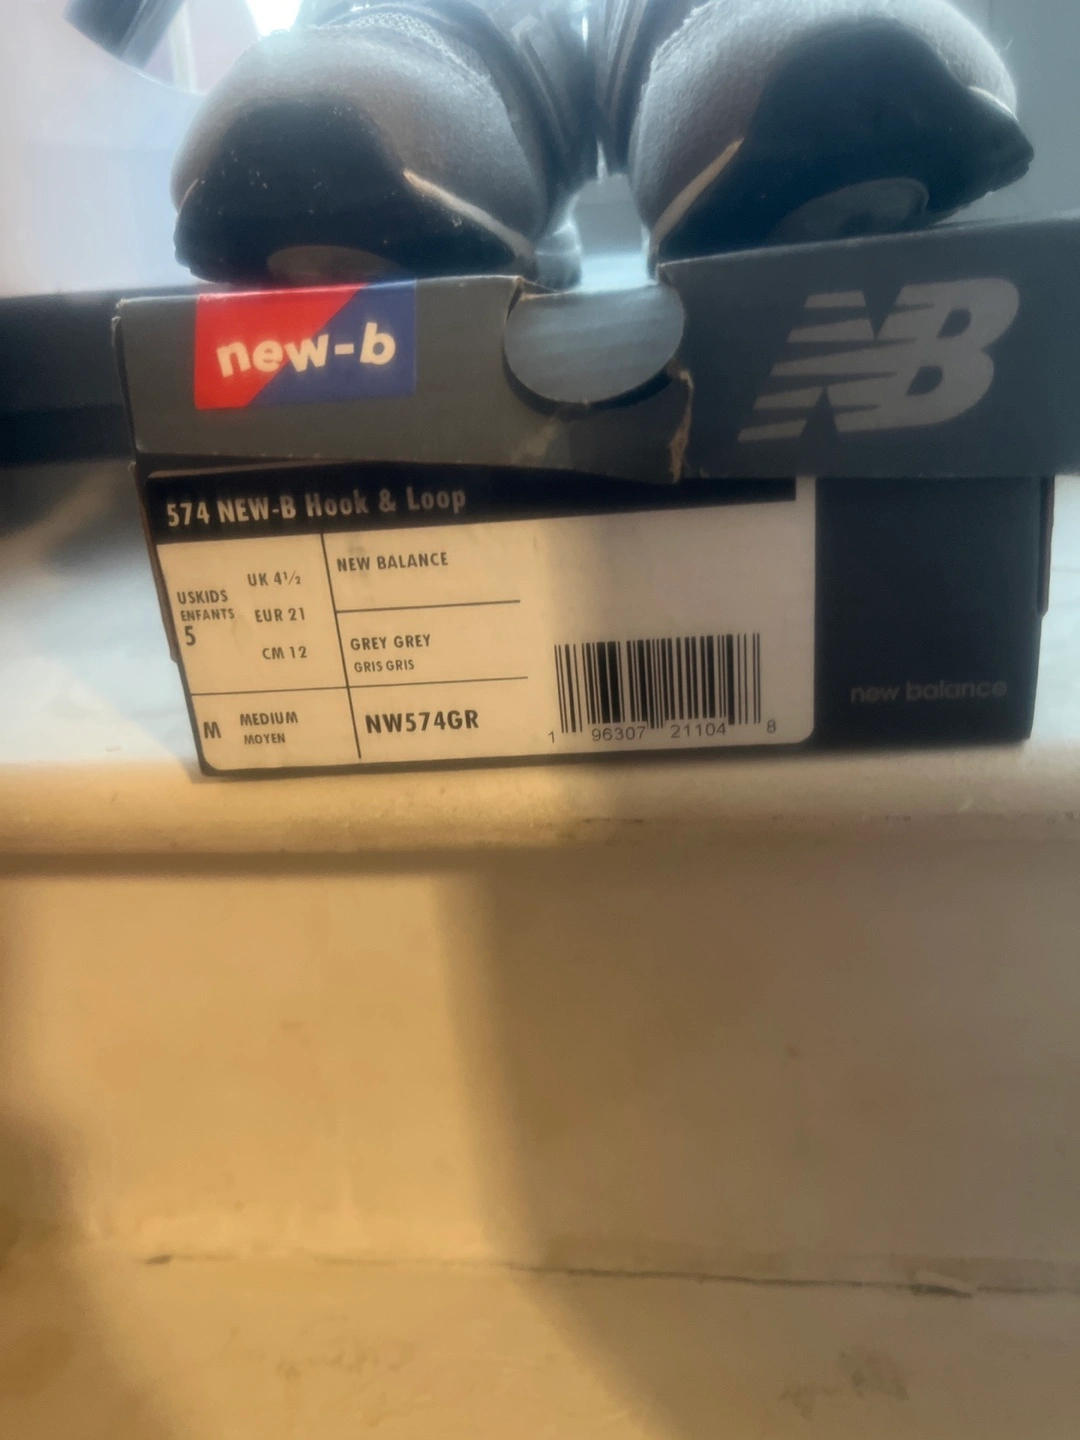 new-b
NB
574 NEW-B Hook & Loop
USKIDS
ENFANTS
5
UK 4½
EUR 21
CM 12
NEW BALANCE
GREY GREY
GRIS GRIS
M
MEDIUM
MOYEN
NW574GR
1 96307 21104 8
new balance